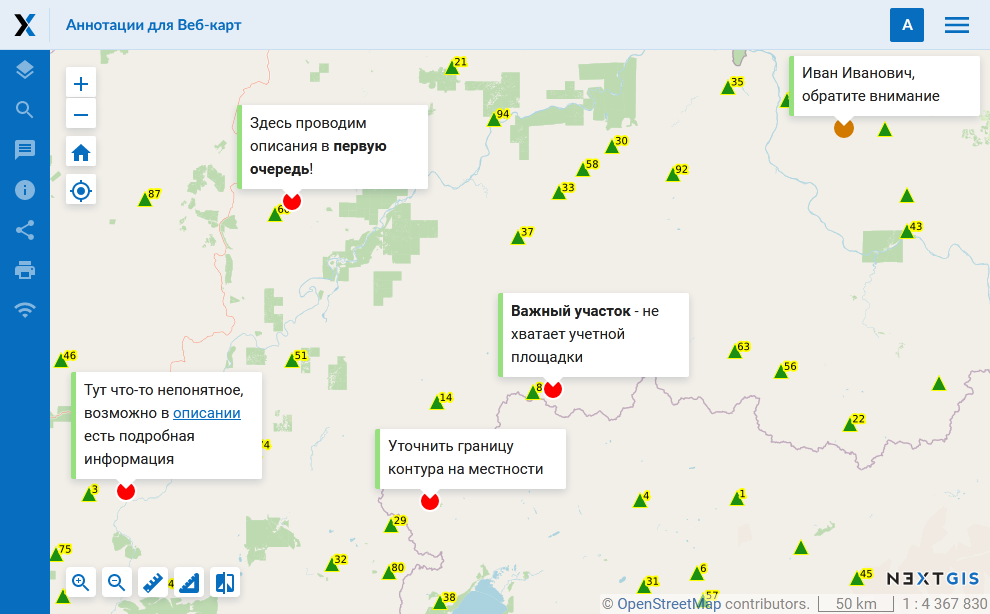 Аннотации для Веб-карт
A
21
35
Иван Иванович,
обратите внимание
94
Здесь проводим
описания в первую
очередь!
30
58
92
33
87
43
37
Важный участок - не
хватает учетной
площадки
63
46
51
56
Тут что-то непонятное,
возможно в описании
есть подробная
информация
8
14
22
Уточнить границу
контура на местности
3
4
1
29
75
32
80
6
45
31
4
38
57
NEXTGIS
© OpenStreetMap contributors.
50 km
1 : 4 367 830